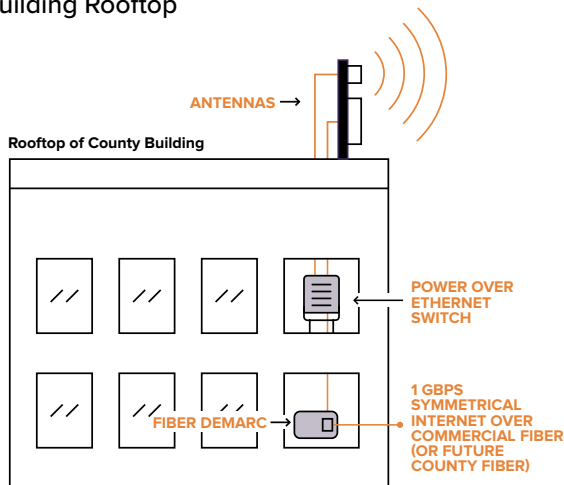 uilding Rooftop
ANTENNAS
Rooftop of County Building
POWER OVER
ETHERNET
SWITCH
FIBER DEMARC
1 GBPS
SYMMETRICAL
INTERNET OVER
COMMERCIAL FIBER
(OR FUTURE
COUNTY FIBER)